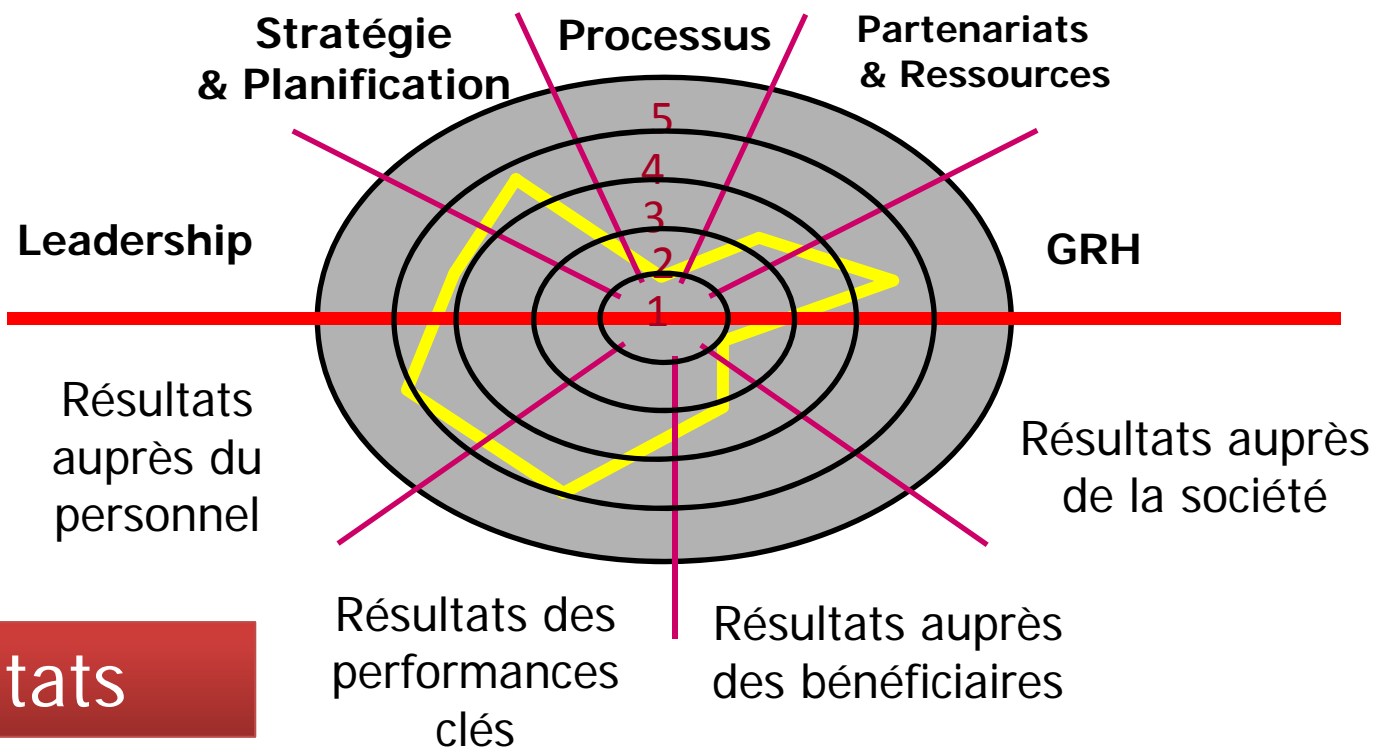 Stratégie
& Planification
Processus
Partenariats
& Ressources
5
4
3
2
1
Leadership
GRH
Résultats
auprès du
personnel
Résultats auprès
de la société
Résultats des
performances
clés
Résultats auprès
des bénéficiaires
tats